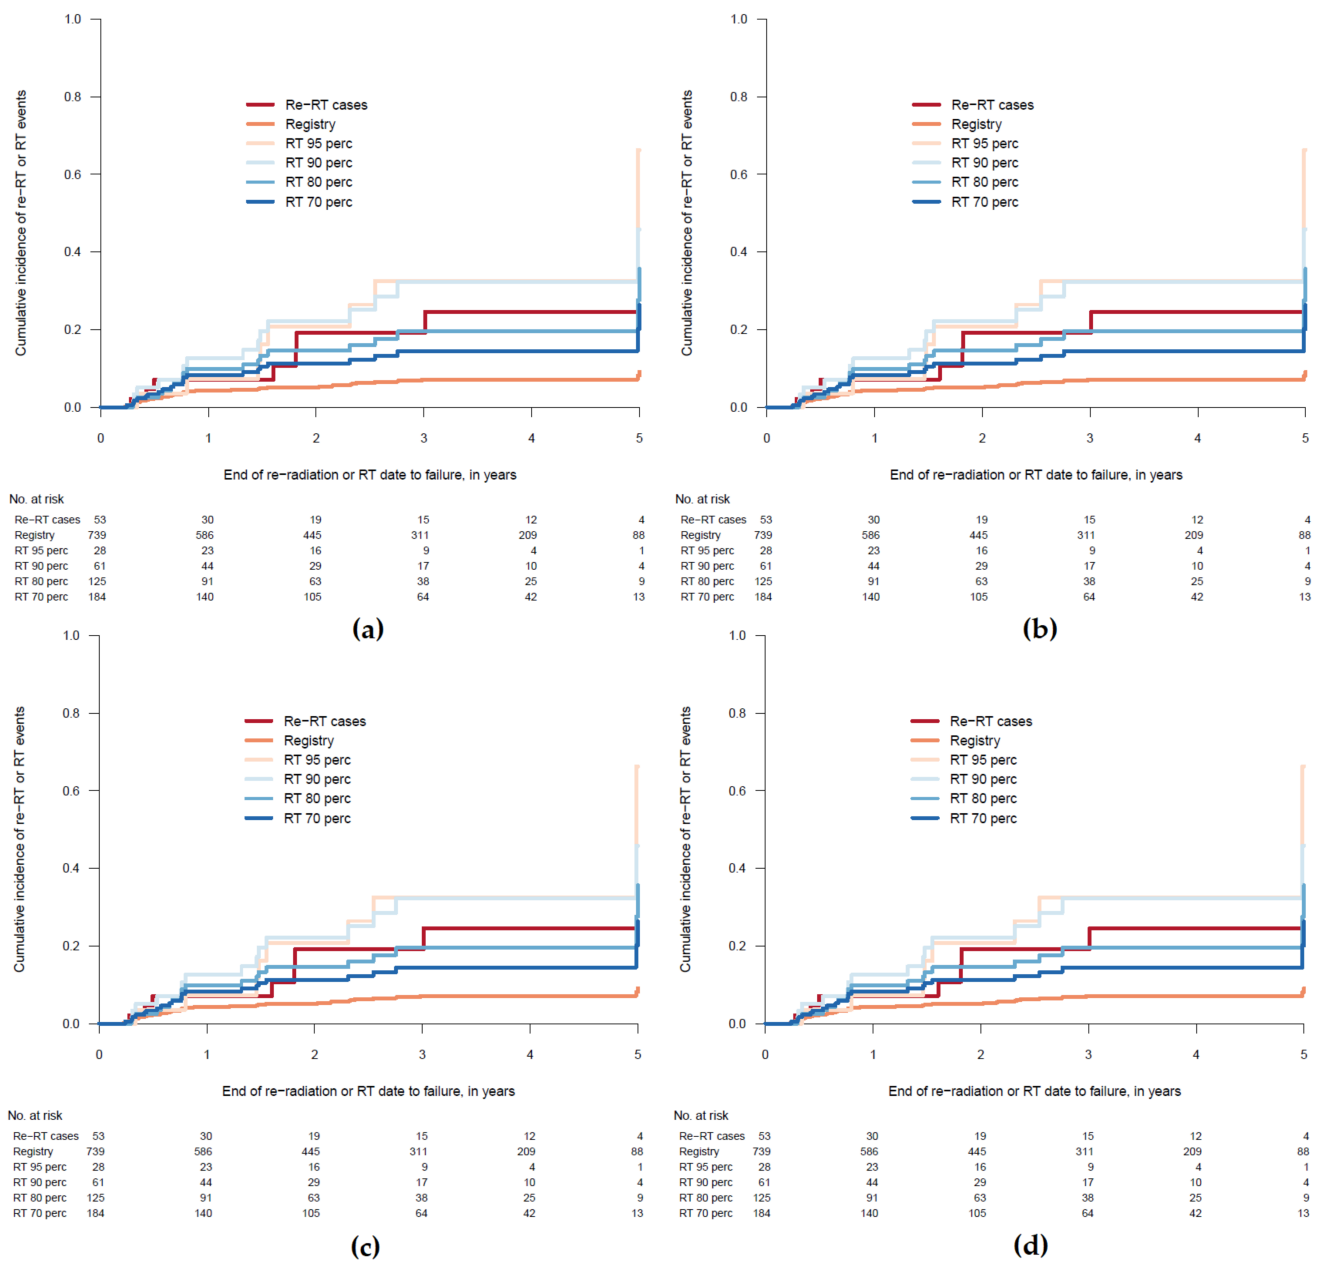 1.0
0.8
0.6
0.4
0.2
0.0
Cumulative incidence of re−RT or RT events
Re−RT cases
Registry
RT 95 perc
RT 90 perc
RT 80 perc
RT 70 perc
0 1 2 3 4 5
End of re−radiation or RT date to failure, in years
No. at risk
Re−RT cases 53 30 19 15 12 4
Registry 739 586 445 311 209 88
RT 95 perc 28 23 16 9 4 1
RT 90 perc 61 44 29 17 10 4
RT 80 perc 125 91 63 38 25 9
RT 70 perc 184 140 105 64 42 13
(a)
1.0
0.8
0.6
0.4
0.2
0.0
Cumulative incidence of re−RT or RT events
Re−RT cases
Registry
RT 95 perc
RT 90 perc
RT 80 perc
RT 70 perc
0 1 2 3 4 5
End of re−radiation or RT date to failure, in years
No. at risk
Re−RT cases 53 30 19 15 12 4
Registry 739 586 445 311 209 88
RT 95 perc 28 23 16 9 4 1
RT 90 perc 61 44 29 17 10 4
RT 80 perc 125 91 63 38 25 9
RT 70 perc 184 140 105 64 42 13
(b)
1.0
0.8
0.6
0.4
0.2
0.0
Cumulative incidence of re−RT or RT events
Re−RT cases
Registry
RT 95 perc
RT 90 perc
RT 80 perc
RT 70 perc
0 1 2 3 4 5
End of re−radiation or RT date to failure, in years
No. at risk
Re−RT cases 53 30 19 15 12 4
Registry 739 586 445 311 209 88
RT 95 perc 28 23 16 9 4 1
RT 90 perc 61 44 29 17 10 4
RT 80 perc 125 91 63 38 25 9
RT 70 perc 184 140 105 64 42 13
(c)
1.0
0.8
0.6
0.4
0.2
0.0
Cumulative incidence of re−RT or RT events
Re−RT cases
Registry
RT 95 perc
RT 90 perc
RT 80 perc
RT 70 perc
0 1 2 3 4 5
End of re−radiation or RT date to failure, in years
No. at risk
Re−RT cases 53 30 19 15 12 4
Registry 739 586 445 311 209 88
RT 95 perc 28 23 16 9 4 1
RT 90 perc 61 44 29 17 10 4
RT 80 perc 125 91 63 38 25 9
RT 70 perc 184 140 105 64 42 13
(d)